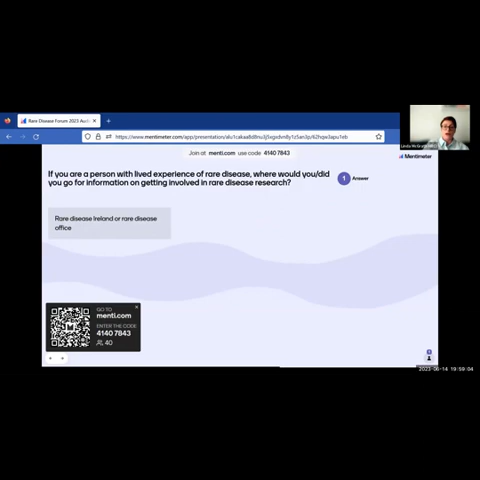 Rare Disease Forum 2023 Auck
https://www.mentimeter.com/app/presentation/
Join at menti.com use code 4140 7843
Mentimeter
If you are a person with lived experience of rare disease, where would you/did
you go for information on getting involved in rare disease research?
1 Answer
Rare disease Ireland or rare disease
office
GO TO
menti.com
ENTER THE CODE
4140 7843
40
2023-06-14 19:59:04